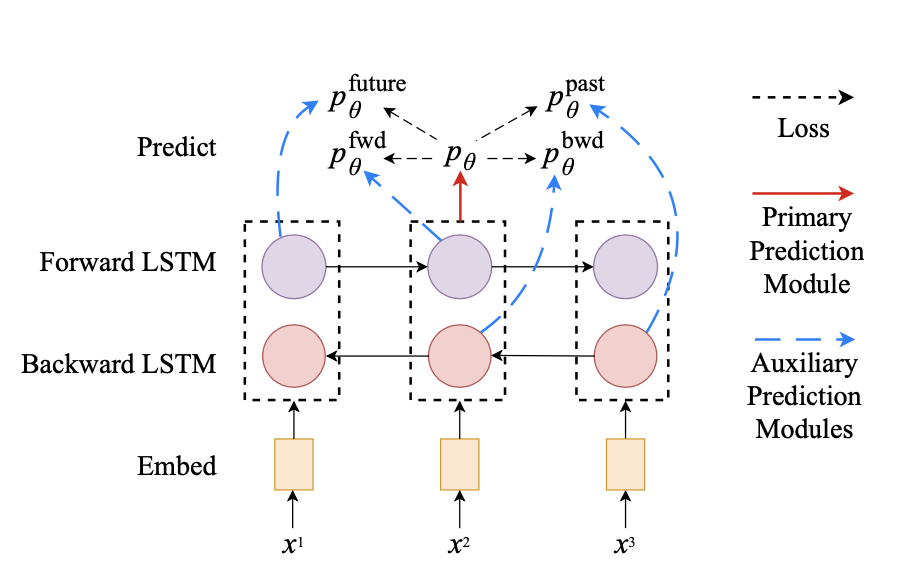 p_θ^future p_θ^past
Loss
Predict
p_θ^fwd p_θ p_θ^bwd
Primary
Prediction
Module
Forward LSTM
Backward LSTM
Auxiliary
Prediction
Modules
Embed
x¹ x² x³